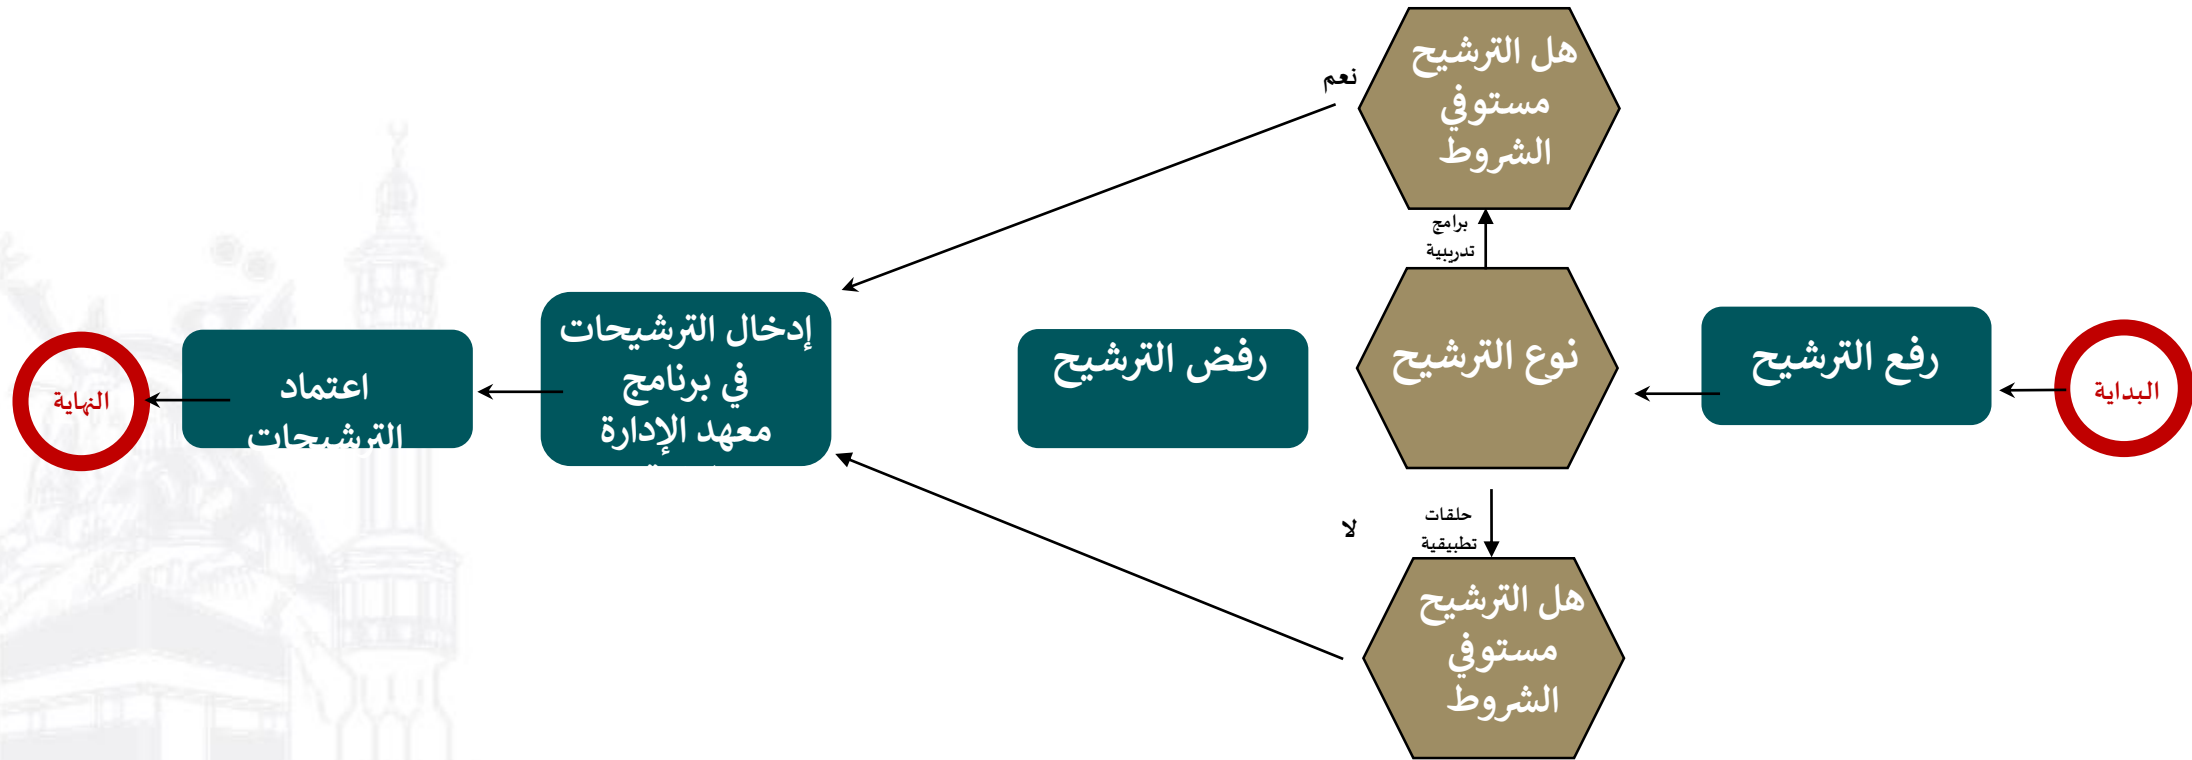 البداية
رفع الترشيح
نوع الترشيح
برامج
تدريبية
هل الترشيح
مستوفي
الشروط
نعم
حلقات
تطبيقية
هل الترشيح
مستوفي
الشروط
لا
رفض الترشيح
إدخال الترشيحات
في برنامج
معهد الإدارة
اعتماد
الترشيحات
النهاية